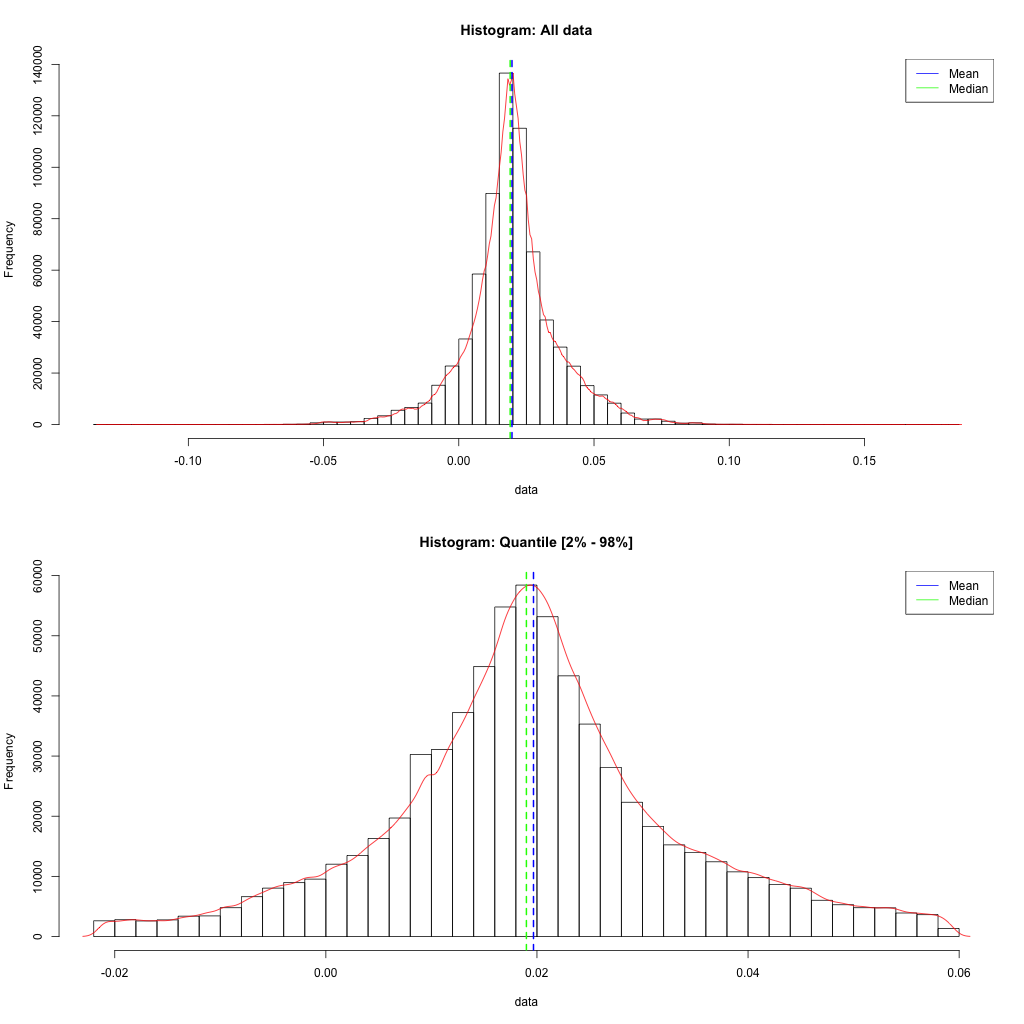 Histogram: All data
Mean
Median
Frequency
140000
120000
100000
80000
60000
40000
20000
0
-0.10 -0.05 0.00 0.05 0.10 0.15
data
Histogram: Quantile [2% - 98%]
Mean
Median
Frequency
60000
50000
40000
30000
20000
10000
0
-0.02 0.00 0.02 0.04 0.06
data